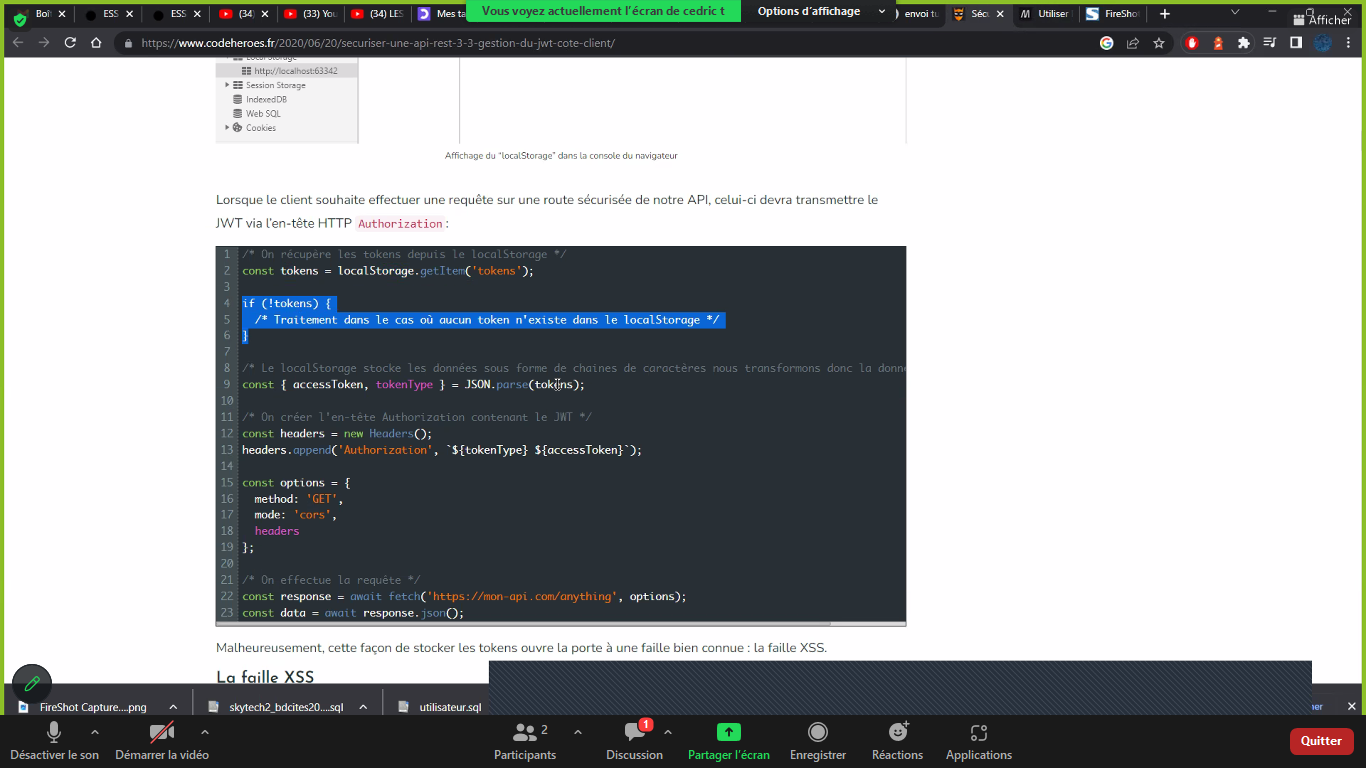 Boît
ESS
ESS
(34)
(33) You
(34) LES
Mes ta
Vous voyez actuellement l'écran de cedric t
Options d'affichage
envoi tu
Sécu
Utiliser
FireShot
Afficher
https://www.codeheroes.fr/2020/06/20/securiser-une-api-rest-3-3-gestion-du-jwt-cote-client/
Local Storage
http://localhost:63342
Session Storage
IndexedDB
Web SQL
Cookies
Affichage du "localStorage" dans la console du navigateur
Lorsque le client souhaite effectuer une requête sur une route sécurisée de notre API, celui-ci devra transmettre le
JWT via l'en-tête HTTP Authorization :
1 /* On récupère les tokens depuis le localStorage */
2 const tokens = localStorage.getItem('tokens');
3
4 if (!tokens) {
5 /* Traitement dans le cas où aucun token n'existe dans le localStorage */
6 }
7
8 /* Le localStorage stocke les données sous forme de chaines de caractères nous transformons donc la donn
9 const { accessToken, tokenType } = JSON.parse(tokens);
10
11 /* On créer l'en-tête Authorization contenant le JWT */
12 const headers = new Headers();
13 headers.append('Authorization', `${tokenType} ${accessToken}`);
14
15 const options = {
16 method: 'GET',
17 mode: 'cors',
18 headers
19 };
20
21 /* On effectue la requête */
22 const response = await fetch('https://mon-api.com/anything', options);
23 const data = await response.json();
Malheureusement, cette façon de stocker les tokens ouvre la porte à une faille bien connue : la faille XSS.
La faille XSS
FireShot Capture....png
skytech2_bdcites20....sql
utilisateur.sql
her
Désactiver le son
Démarrer la vidéo
Participants
2
Discussion
1
Partager l'écran
Enregistrer
Réactions
Applications
Quitter